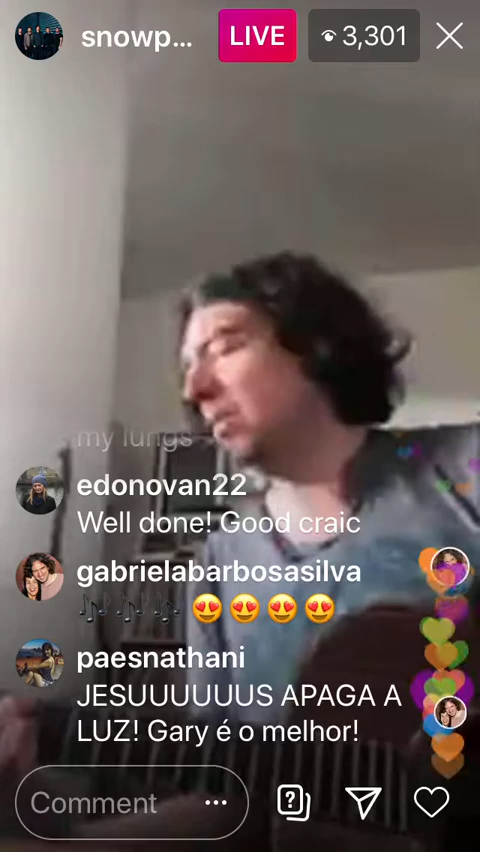 snowp...
LIVE
3,301
my lungs
edonovan22
Well done! Good craic
gabrielabarbosasilva
🎶🎶🎶 😍😍😍😍
paesnathani
JESUUUUUUS APAGA A
LUZ! Gary é o melhor!
Comment ...
?